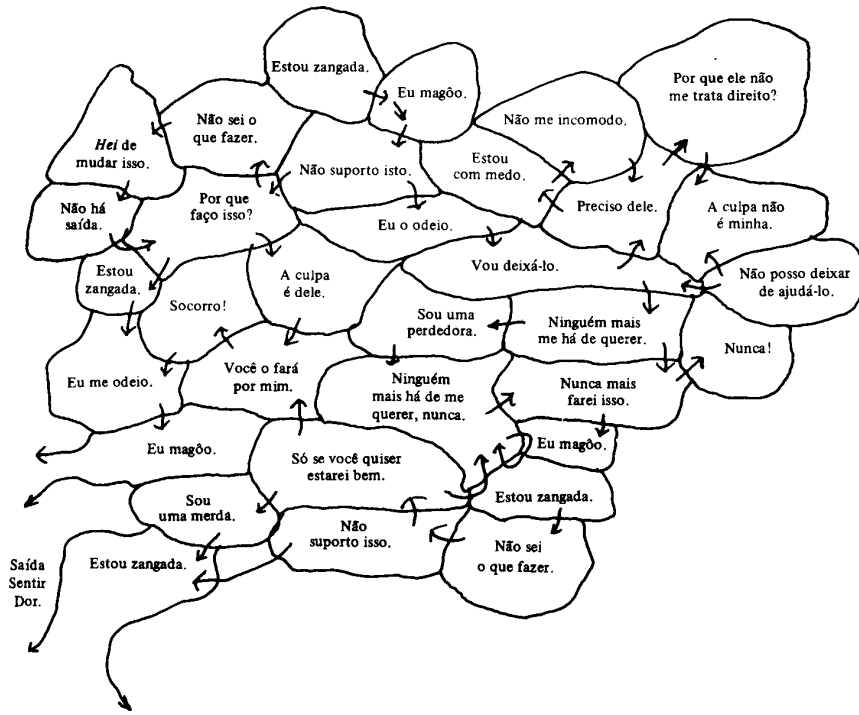 Estou zangada.
Eu magôo.
Por que ele não
me trata direito?
Não sei o
que fazer.
Não me incomodo.
Hei de
mudar isso.
Não suporto isto.
Estou
com medo.
Não há
saída.
Por que
faço isso?
Eu o odeio.
Preciso dele.
A culpa não
é minha.
Estou
zangada.
Socorro!
A culpa
é dele.
Vou deixá-lo.
Não posso deixar
de ajudá-lo.
Sou uma
perdedora.
Ninguém mais
me há de querer.
Nunca!
Eu me odeio.
Você o fará
por mim.
Ninguém
mais há de me
querer, nunca.
Nunca mais
farei isso.
Eu magôo.
Só se você quiser
estarei bem.
Eu magôo.
Sou
uma merda.
Estou zangada.
Não
suporto isso.
Não sei
o que fazer.
Saída
Sentir
Dor.
Estou zangada.